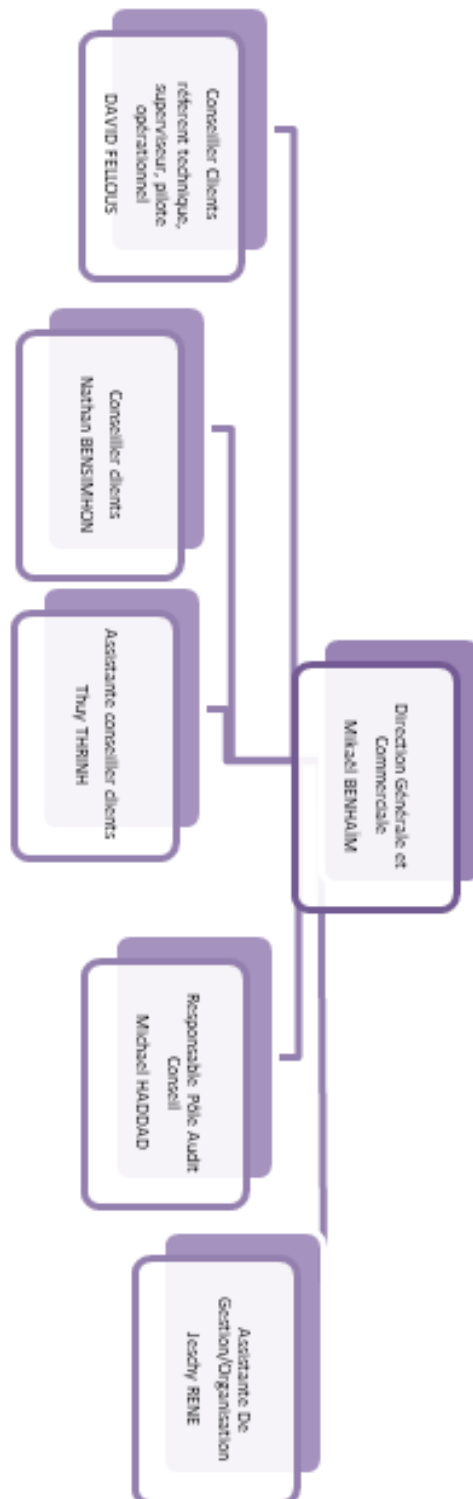 Direction Générale et
Commerciale
Mikaël BENHAÏM
Conseiller Clients
référent technique,
superviseur, pilote
opérationnel
DAVID FELLOUS
Conseiller clients
Nathan BENSIMHON
Assistante conseiller clients
Thuy THRINH
Responsable Pôle Audit
Conseil
Michael HADDAD
Assistante De
Gestion/Organisation
Jeschy RENE